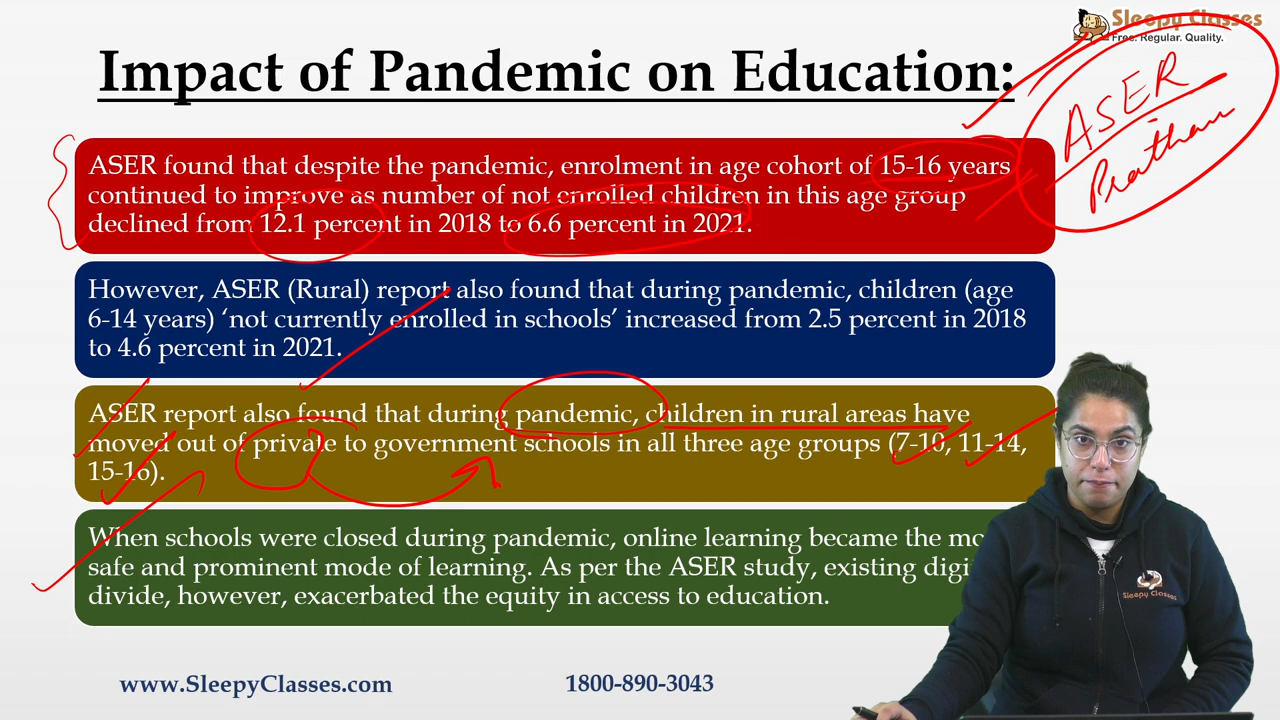 Sleepy Classes
Free. Regular. Quality.
Impact of Pandemic on Education:
ASER
Prathan
ASER found that despite the pandemic, enrolment in age cohort of 15-16 years
continued to improve as number of not enrolled children in this age group
declined from 12.1 percent in 2018 to 6.6 percent in 2021.
However, ASER (Rural) report also found that during pandemic, children (age
6-14 years) ‘not currently enrolled in schools’ increased from 2.5 percent in 2018
to 4.6 percent in 2021.
ASER report also found that during pandemic, children in rural areas have
moved out of private to government schools in all three age groups (7-10, 11-14,
15-16).
When schools were closed during pandemic, online learning became the
safe and prominent mode of learning. As per the ASER study, existing
divide, however, exacerbated the equity in access to education.
Sleepy Classes
www.SleepyClasses.com
1800-890-3043